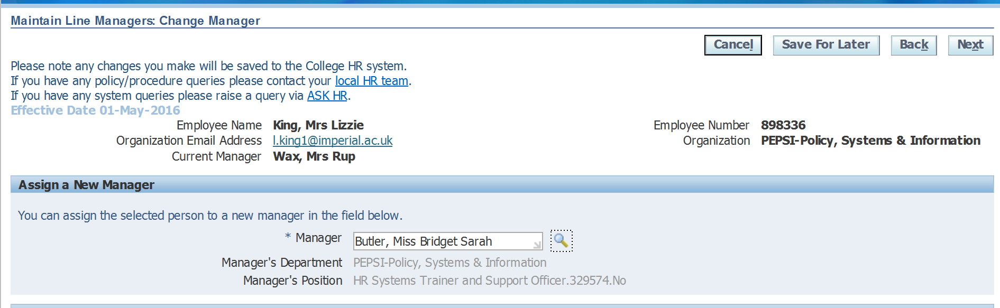 Maintain Line Managers: Change Manager
Cancel Save For Later Back Next
Please note any changes you make will be saved to the College HR system.
If you have any policy/procedure queries please contact your local HR team.
If you have any system queries please raise a query via ASK HR.
Effective Date 01-May-2016
Employee Name King, Mrs Lizzie Employee Number 898336
Organization Email Address l.king1@imperial.ac.uk Organization PEPSI-Policy, Systems & Information
Current Manager Wax, Mrs Rup
Assign a New Manager
You can assign the selected person to a new manager in the field below.
* Manager Butler, Miss Bridget Sarah
Manager's Department PEPSI-Policy, Systems & Information
Manager's Position HR Systems Trainer and Support Officer.329574.No